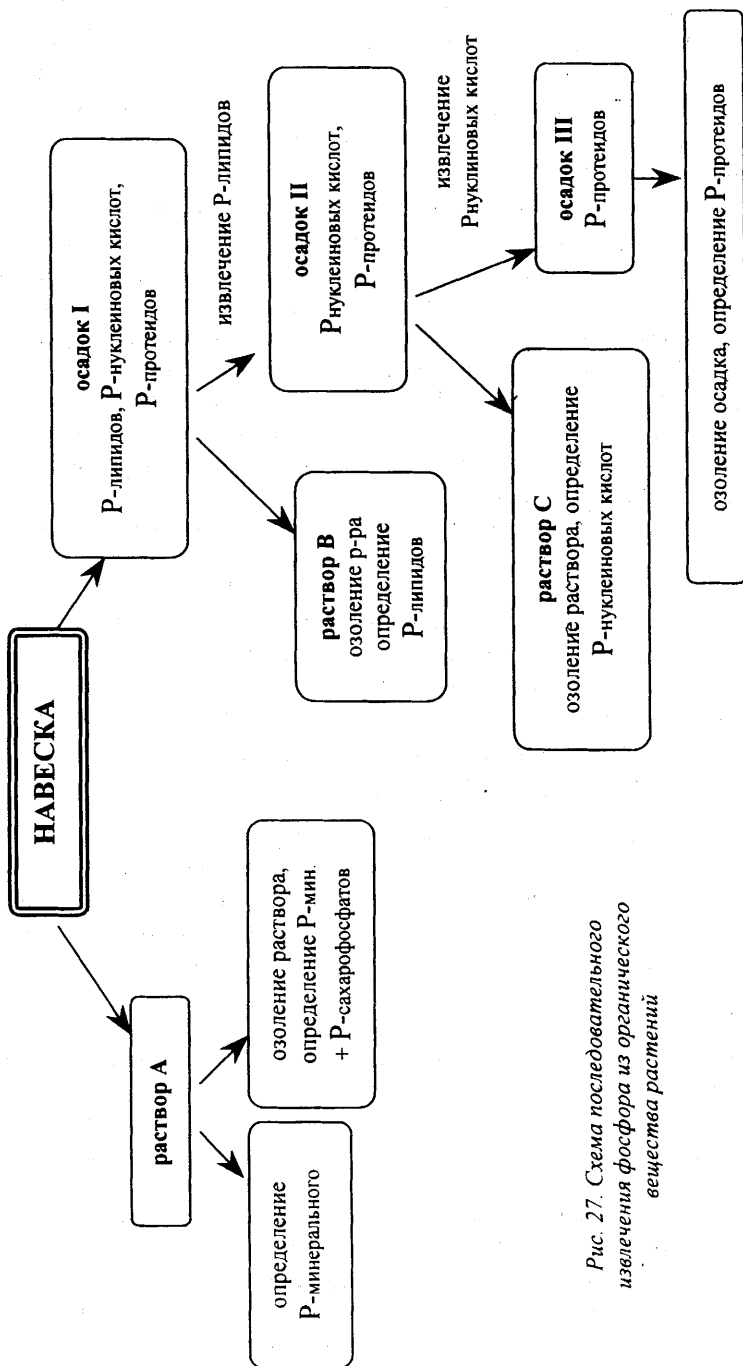 НАВЕСКА
раствор А
определение
Р-минерального
озоление раствора,
определение Р-мин.
+ Р-сахарофосфатов
осадок I
Р-липидов, Р-нуклеиновых кислот,
Р-протеидов
извлечение Р-липидов
раствор В
озоление р-ра
определение
Р-липидов
осадок II
Рнуклеиновых кислот,
Р-протеидов
извлечение
Рнуклиновых кислот
раствор С
озоление раствора, определение
Р-нуклеиновых кислот
осадок III
Р-протеидов
озоление осадка, определение Р-протеидов
Рис. 27. Схема последовательного
извлечения фосфора из органического
вещества растений